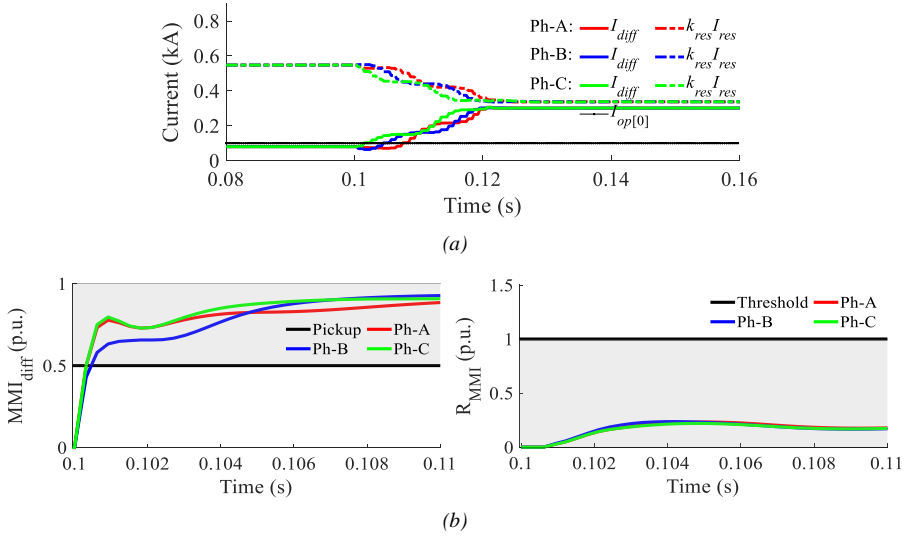 Current (kA)
0.8
0.6
0.4
0.2
0
Ph-A: I_diff k_res I_res
Ph-B: I_diff k_res I_res
Ph-C: I_diff k_res I_res
I_op[0]
0.08 0.1 0.12 0.14 0.16
Time (s)
(a)
MMI_diff (p.u.)
1
0.5
0
Pickup Ph-A
Ph-B Ph-C
0.1 0.102 0.104 0.106 0.108 0.11
Time (s)
R_MMI (p.u.)
1.5
1
0.5
0
Threshold Ph-A
Ph-B Ph-C
0.1 0.102 0.104 0.106 0.108 0.11
Time (s)
(b)